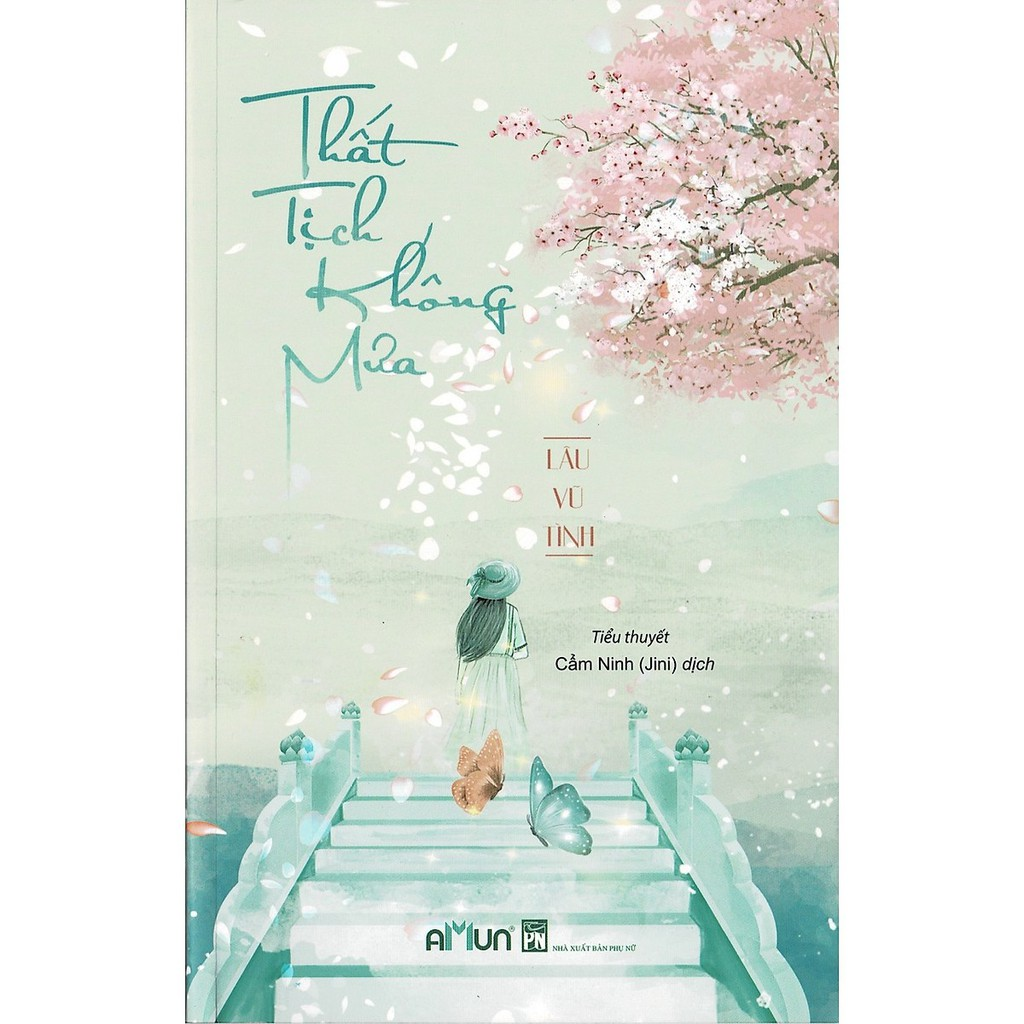 Thất
Tịch
Không
Mưa
LÂU
VŨ
TÌNH
Tiểu thuyết
Cẩm Ninh (Jini) dịch
AMUN®
PN
NHÀ XUẤT BẢN PHỤ NỮ